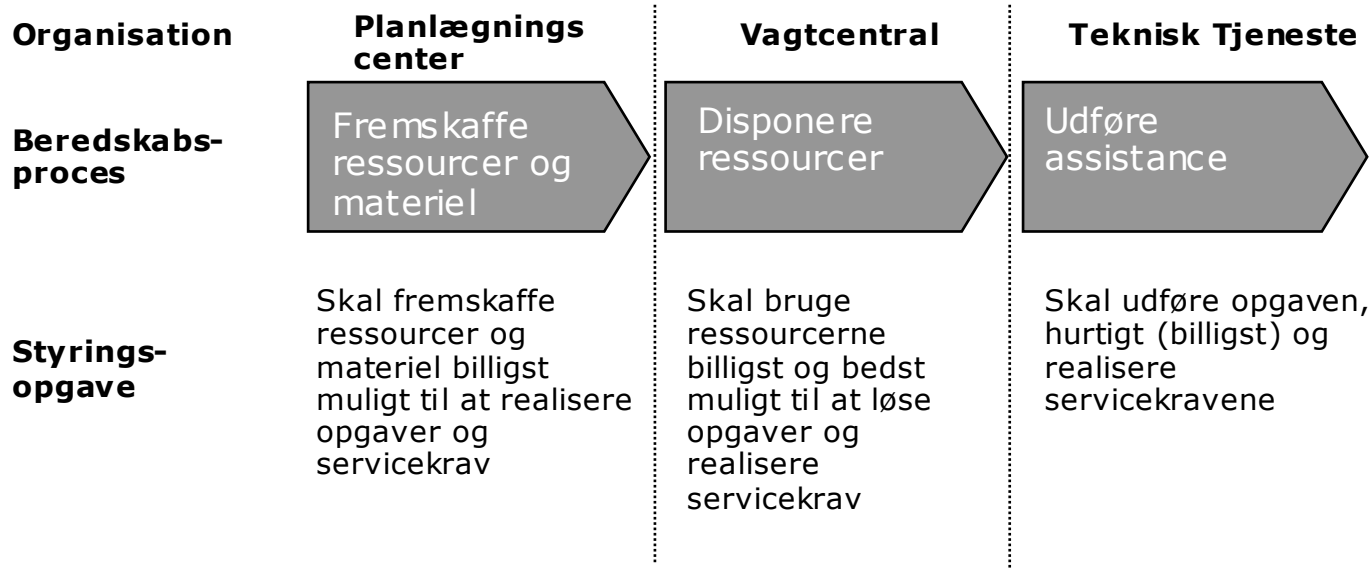 Organisation
Planlægnings
center
Vagtcentral
Teknisk Tjeneste
Beredskabs-
proces
Fremskaffe
ressourcer og
materiel
Disponere
ressourcer
Udføre
assistance
Styrings-
opgave
Skal fremskaffe
ressourcer og
materiel billigst
muligt til at realisere
opgaver og
servicekrav
Skal bruge
ressourcerne
billigst og bedst
muligt til at løse
opgaver og
realisere
servicekrav
Skal udføre opgaven,
hurtigt (billigst) og
realisere
servicekravene